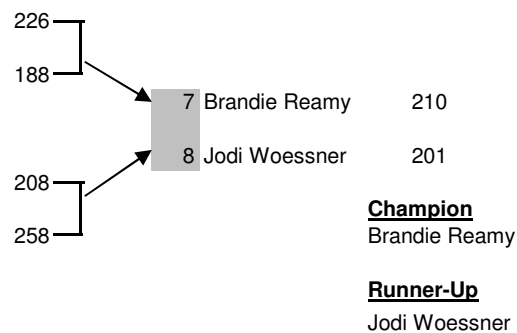 226
188
7 Brandie Reamy 210
8 Jodi Woessner 201
208
258
Champion
Brandie Reamy
Runner-Up
Jodi Woessner